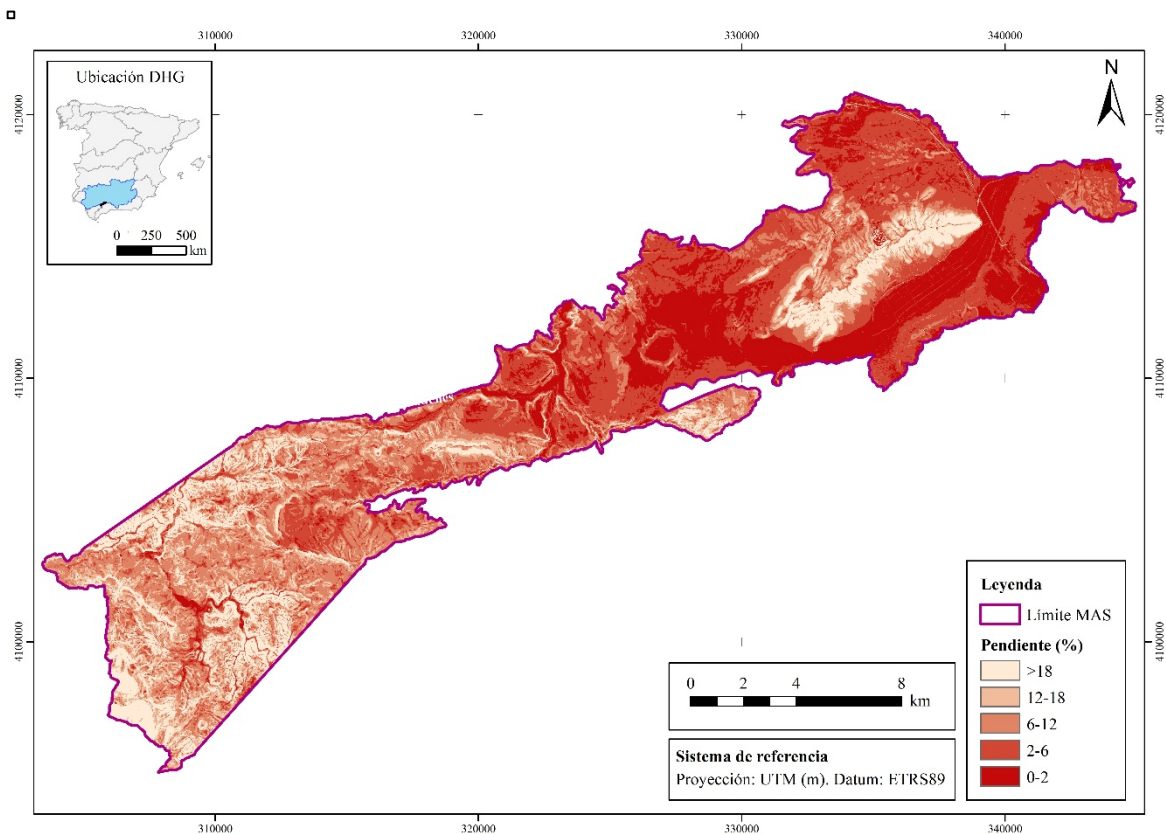 310000
320000
330000
340000
Ubicación DHG
0 250 500
km
N
4120000
4120000
4110000
4110000
4100000
4100000
Leyenda
Límite MAS
Pendiente (%)
>18
12-18
6-12
2-6
0-2
0 2 4 8
km
Sistema de referencia
Proyección: UTM (m). Datum: ETRS89
310000
320000
330000
340000